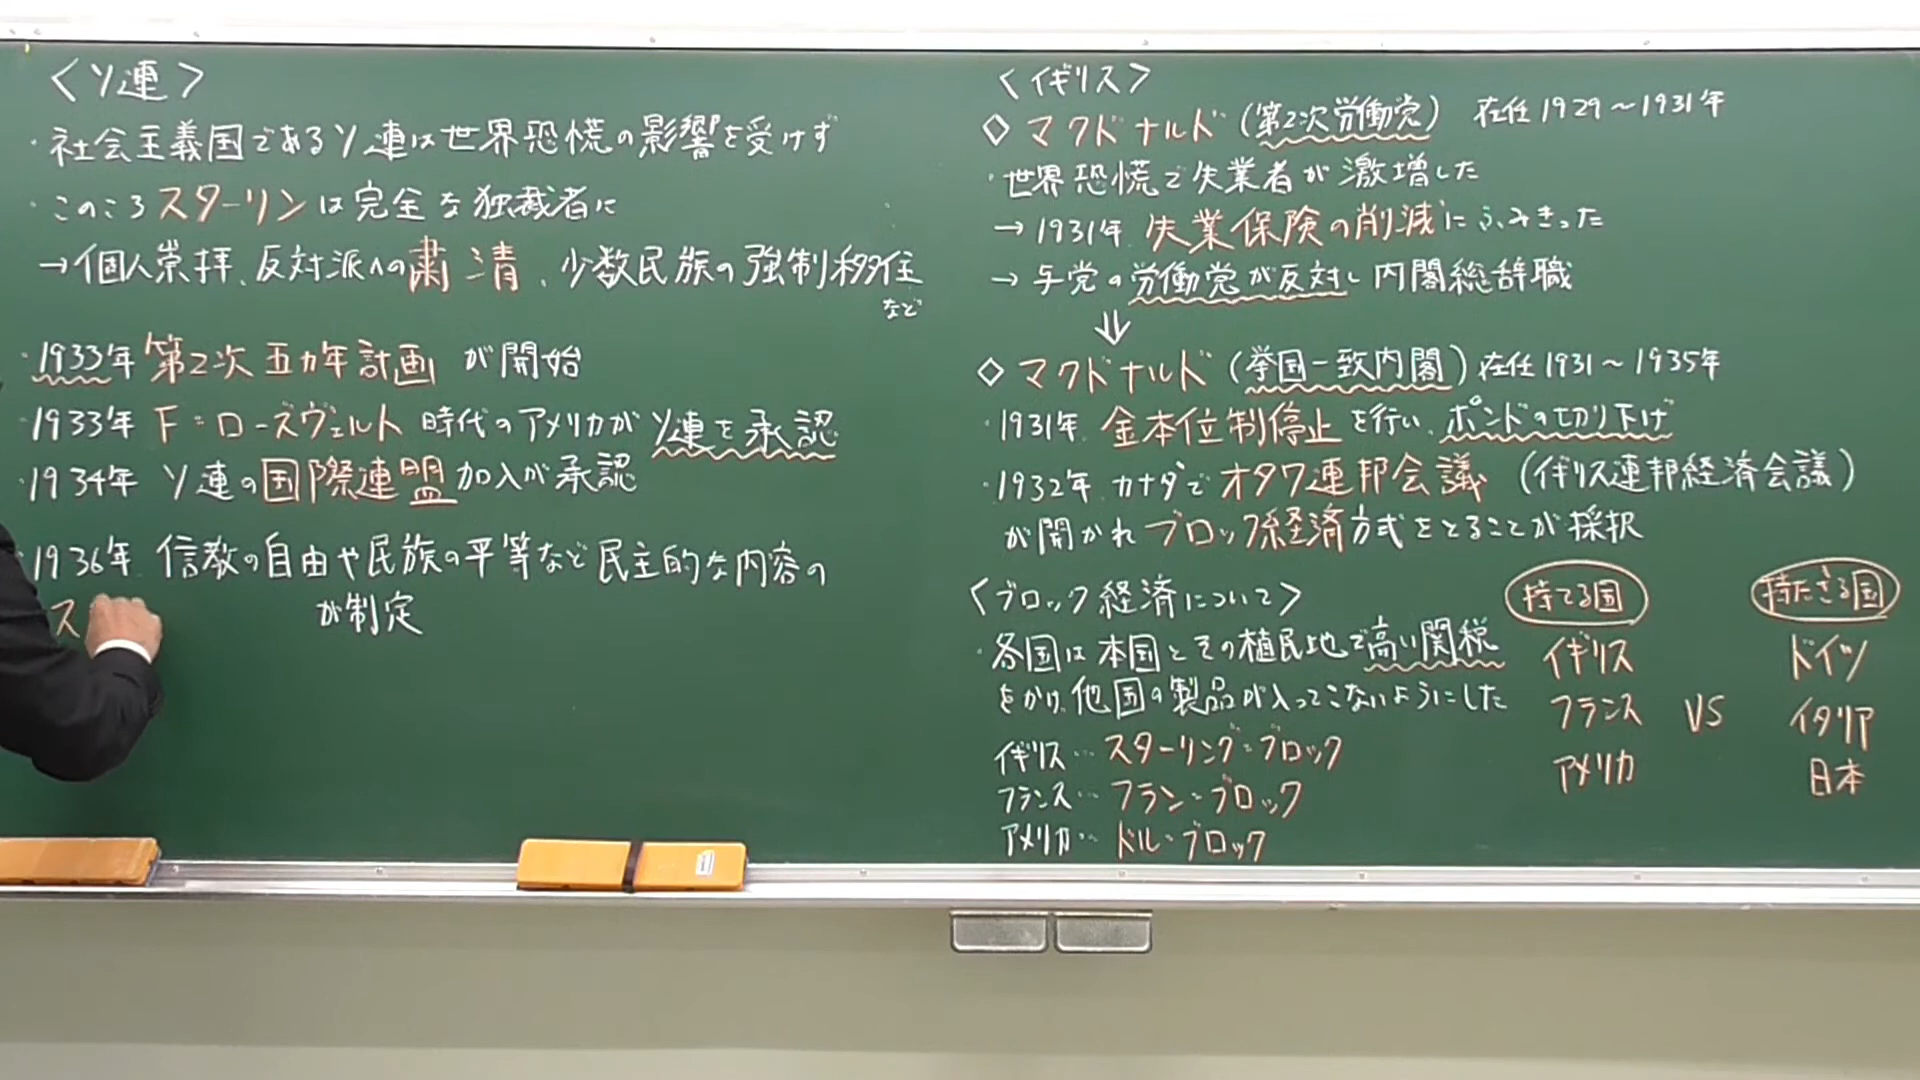 〈ソ連〉
・社会主義国であるソ連は世界恐慌の影響を受けず
・このころスターリンは完全な独裁者に
→個人崇拝、反対派への粛清、少数民族の強制移住
など
・1933年 第2次五カ年計画 が開始
・1933年 F=ローズヴェルト 時代のアメリカがソ連を承認
・1934年 ソ連の国際連盟加入が承認
・1936年 信教の自由や民族の平等など民主的な内容の
ス が制定
〈イギリス〉
◇マクドナルド(第2次労働党) 在任1929〜1931年
・世界恐慌で失業者が激増した
→1931年 失業保険の削減にふみきった
→与党の労働党が反対し内閣総辞職
⇓
◇マクドナルド(挙国一致内閣)在任1931〜1935年
・1931年 金本位制停止を行い、ポンドの切り下げ
・1932年 カナダでオタワ連邦会議(イギリス連邦経済会議)
が開かれブロック経済方式をとることが採択
〈ブロック経済について〉
・各国は本国とその植民地で高い関税
をかけ、他国の製品が入ってこないようにした
イギリス…スターリング=ブロック
フランス…フラン=ブロック
アメリカ…ドル=ブロック
持てる国
イギリス
フランス
アメリカ
VS
持たざる国
ドイツ
イタリア
日本